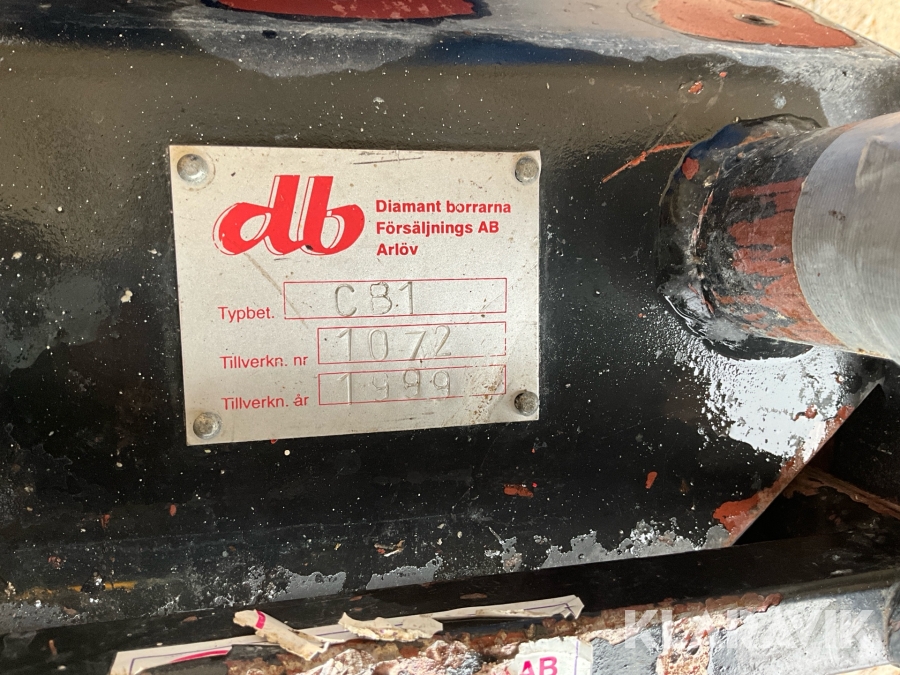 db
Diamant borrarna
Försäljnings AB
Arlöv
Typbet. CB1
Tillverkn. nr 1072
Tillverkn. år 1999
AB
KLARAVIK